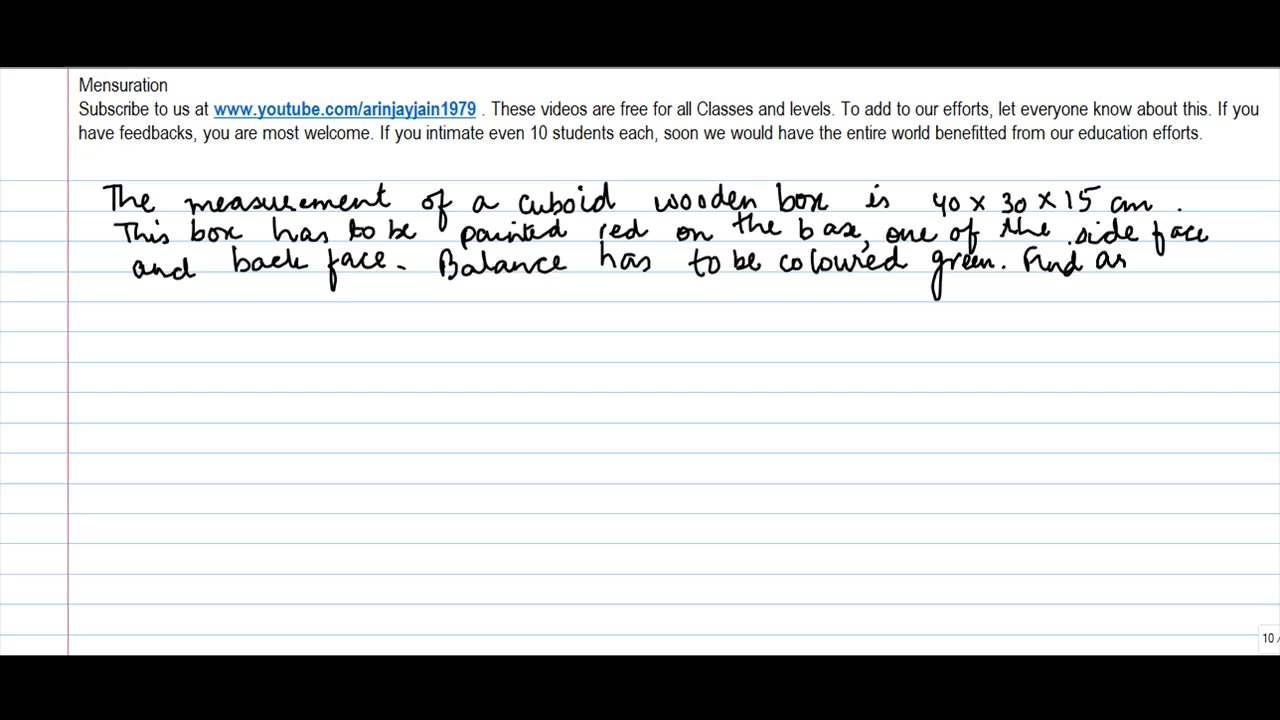 Mensuration
Subscribe to us at www.youtube.com/arinjayjain1979 . These videos are free for all Classes and levels. To add to our efforts, let everyone know about this. If you
have feedbacks, you are most welcome. If you intimate even 10 students each, soon we would have the entire world benefitted from our education efforts.
The measurement of a cuboid wooden box is 40 x 30 x 15 cm .
This box has to be painted red on the base, one of the side face
and back face. Balance has to be coloured green. Find as
10